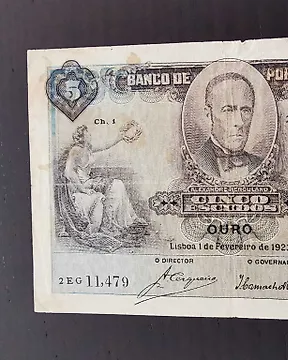 5
BANCO DE PO
Ch. 1
ALEXANDRE HERCULANO
CINCO
ESCUDOS
OURO
Lisboa 1 de Fevereiro de 192
O DIRECTOR
O GOVERNA
2EG 11,479